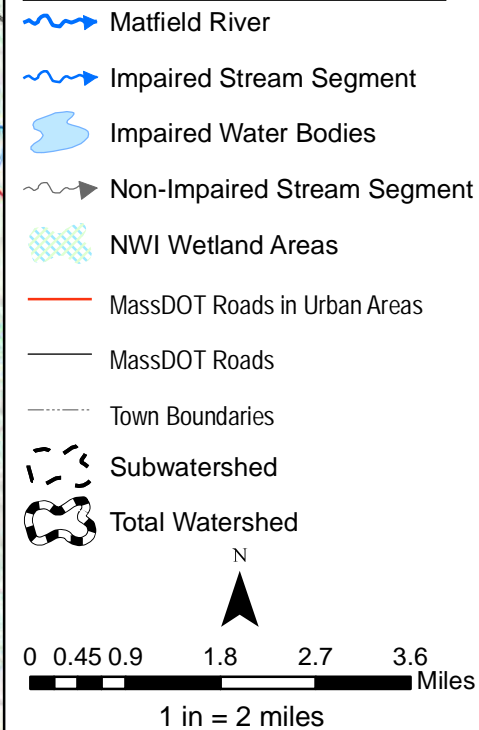 Matfield River
Impaired Stream Segment
Impaired Water Bodies
Non-Impaired Stream Segment
NWI Wetland Areas
MassDOT Roads in Urban Areas
MassDOT Roads
Town Boundaries
Subwatershed
Total Watershed
N
0 0.45 0.9 1.8 2.7 3.6
Miles
1 in = 2 miles